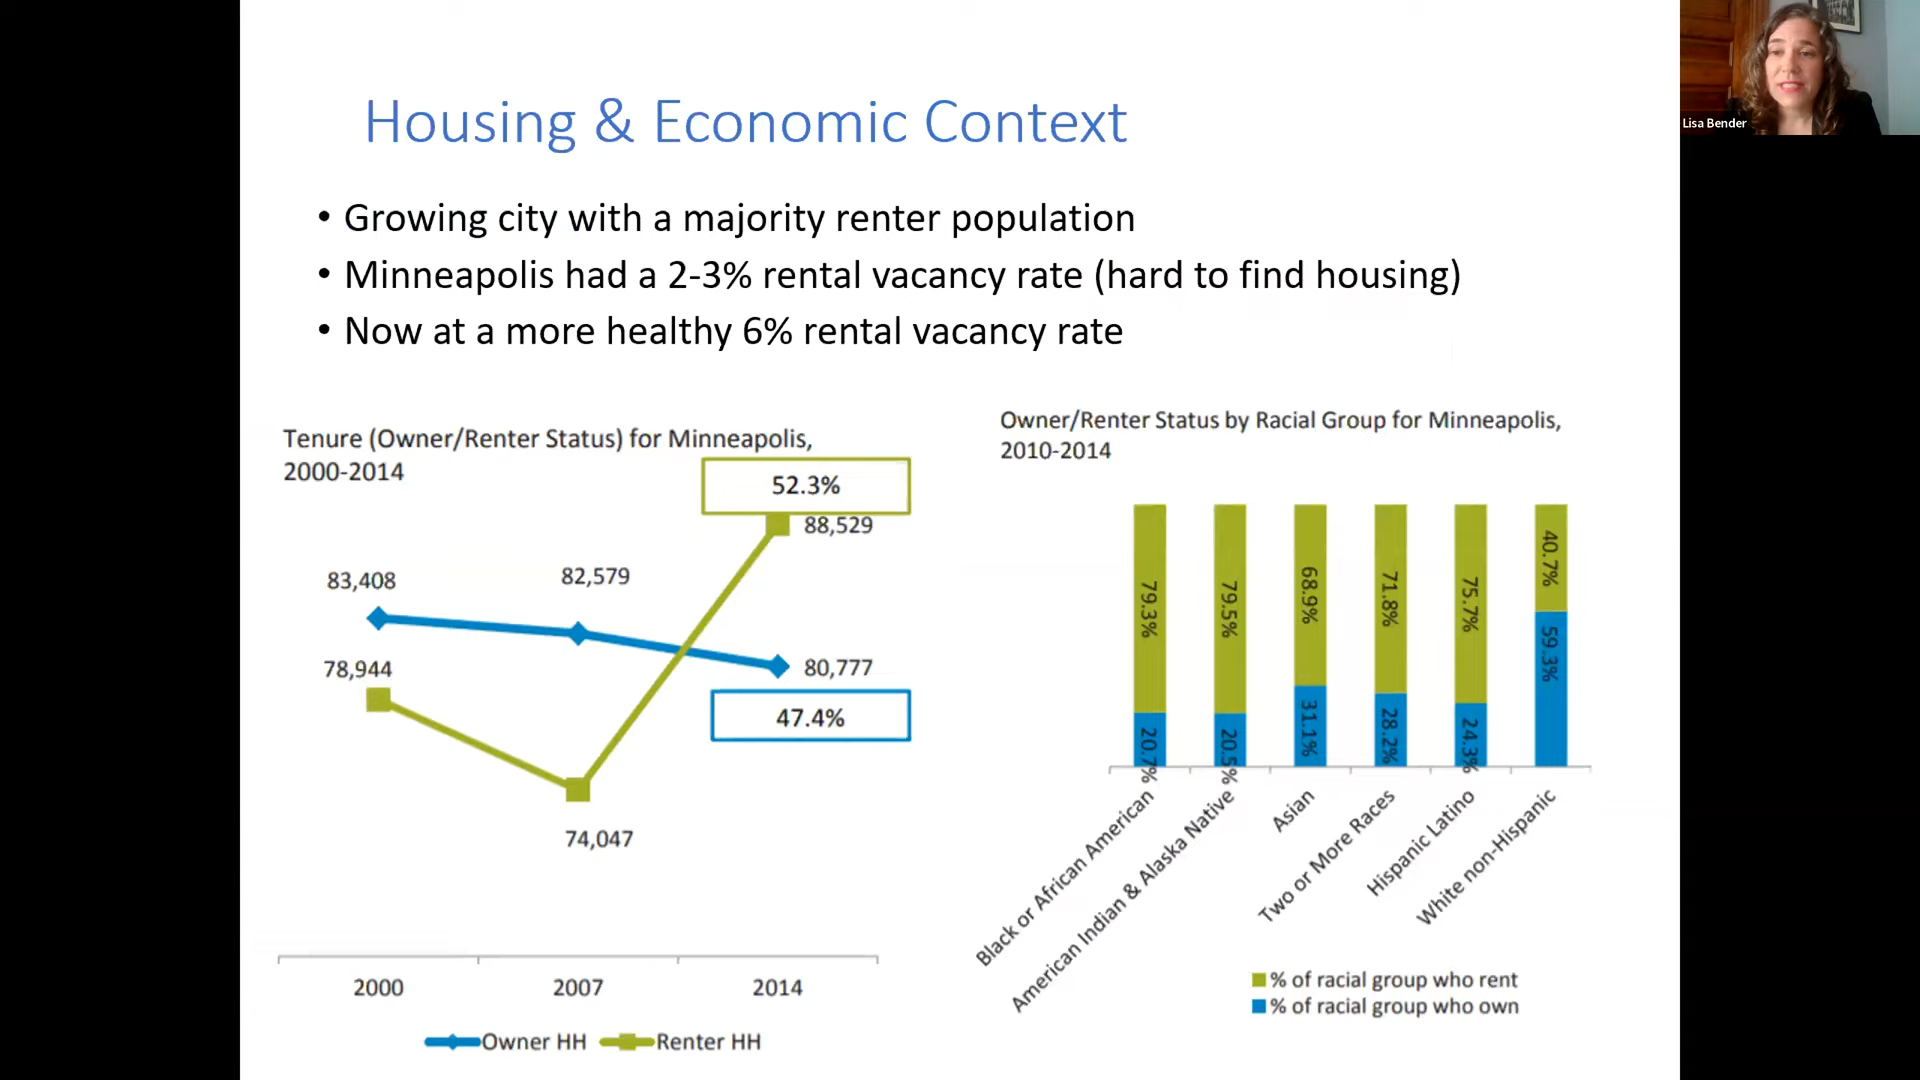 Housing & Economic Context
• Growing city with a majority renter population
• Minneapolis had a 2-3% rental vacancy rate (hard to find housing)
• Now at a more healthy 6% rental vacancy rate
Tenure (Owner/Renter Status) for Minneapolis,
2000-2014
52.3%
88,529
83,408
82,579
78,944
80,777
47.4%
74,047
2000
2007
2014
Owner HH
Renter HH
Owner/Renter Status by Racial Group for Minneapolis,
2010-2014
79.3%
79.5%
68.9%
71.8%
75.7%
40.7%
20.7%
20.5%
31.1%
28.2%
24.3%
59.3%
Black or African American
American Indian & Alaska Native
Asian
Two or More Races
Hispanic Latino
White non-Hispanic
% of racial group who rent
% of racial group who own
Lisa Bender